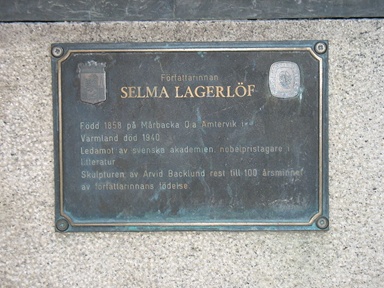 Författarinnan
SELMA LAGERLÖF
Född 1858 på Mårbacka Ö:a Ämtervik i
Värmland död 1940.
Ledamot av svenska akademien, nobelpristagare i
Litteratur.
Skulpturen av Arvid Backlund rest till 100 årsminnet
av författarinnans födelse.